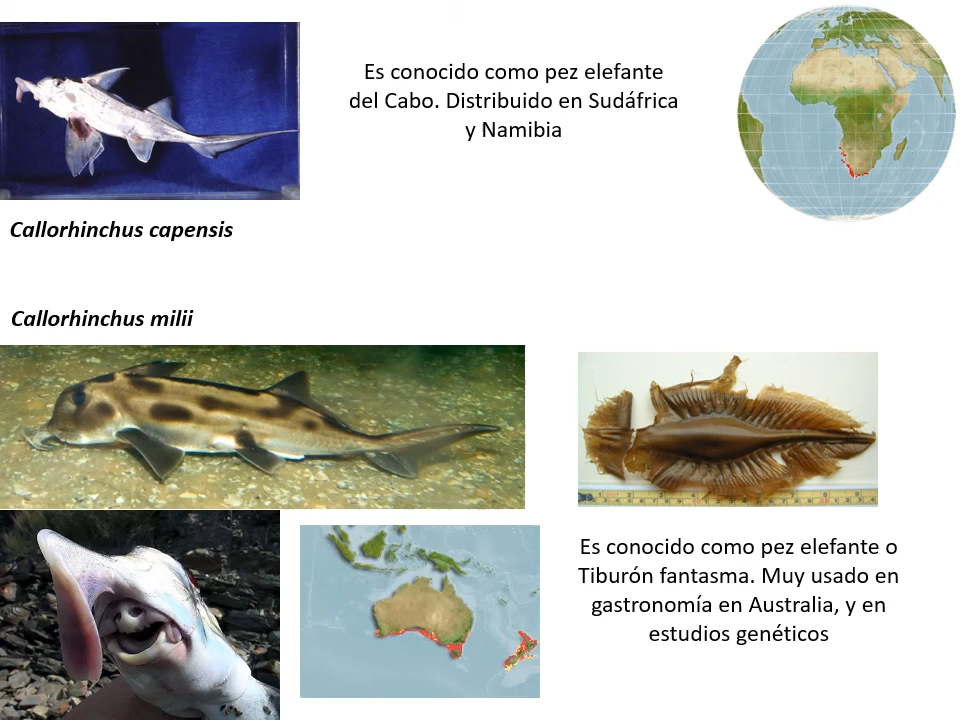 Es conocido como pez elefante
del Cabo. Distribuido en Sudáfrica
y Namibia
Callorhinchus capensis
Callorhinchus milii
Es conocido como pez elefante o
Tiburón fantasma. Muy usado en
gastronomía en Australia, y en
estudios genéticos